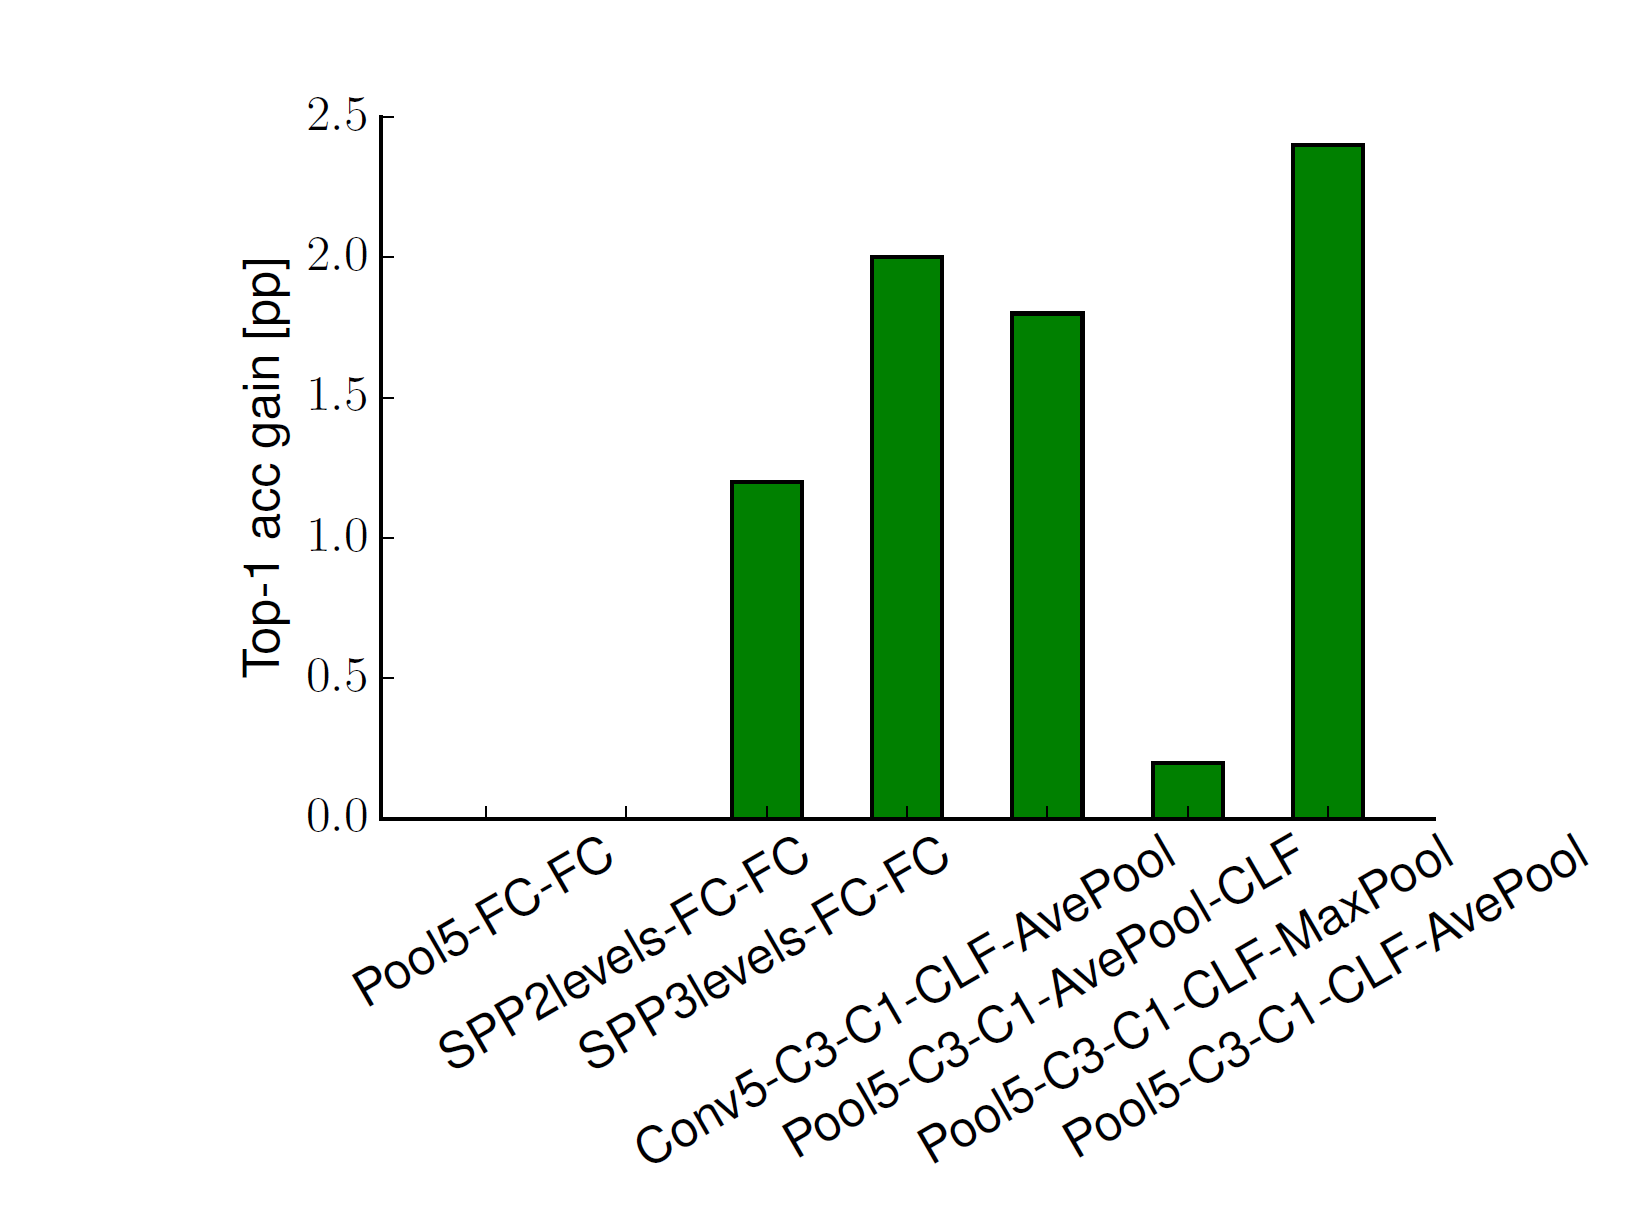 2.5
2.0
1.5
1.0
0.5
0.0
Top-1 acc gain [pp]
Pool5-FC-FC
SPP2levels-FC-FC
SPP3levels-FC-FC
Conv5-C3-C1-CLF-AvePool
Pool5-C3-C1-AvePool-CLF
Pool5-C3-C1-CLF-MaxPool
Pool5-C3-C1-CLF-AvePool